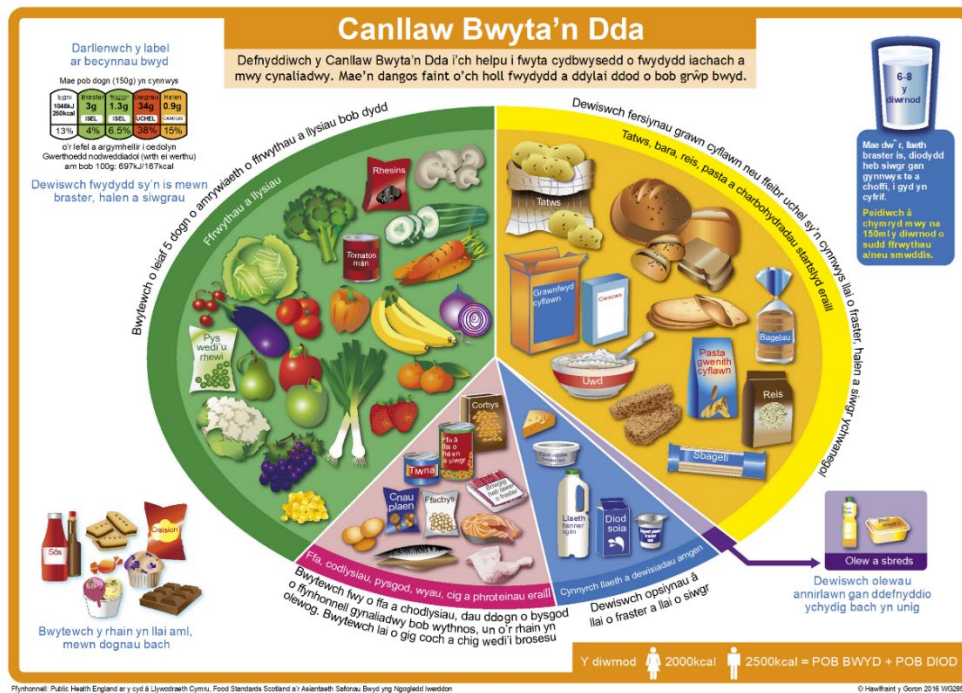 Canllaw Bwyta'n Dda
Defnyddiwch y Canllaw Bwyta'n Dda i'ch helpu i fwyta cydbwysedd o fwydydd iachach a
mwy cynaliadwy. Mae'n dangos faint o'ch holl fwydydd a ddylai ddod o bob grŵp bwyd.
Darllenwch y label
ar becynnau bwyd
Mae pob dogn (150g) yn cynnwys
Egni
1046kJ
250kcal
13%
Braster
3g
ISEL
4%
1.3g
ISEL
6.5%
Siwgrau
34g
UCHEL
38%
Halen
0.9g
15%
o'r lefel a argymhellir i oedolyn
Gwerthoedd nodweddiadol (wrth ei werthu)
am bob 100g: 697kJ/167kcal
Dewiswch fwydydd sy'n is mewn
braster, halen a siwgrau
6-8
y
diwrnod
Mae dŵr, llaeth
braster is, diodydd
heb siwgr gan
gynnwys te a
choffi, i gyd yn
cyfrif.
Peidiwch â
chymryd mwy na
150ml y diwrnod o
sudd ffrwythau
a/neu smwddis.
Bwytewch o leiaf 5 dogn o amrywiaeth o ffrwythau a llysiau bob dydd
Ffrwythau a llysiau
Rhesins
Tomatos
mân
Pys
wedi'u
rhewi
Dewiswch fersiynau grawn cyflawn neu ffeibr uchel sy'n cynnwys llai o fraster, halen a siwgr ychwanegol
Tatws, bara, reis, pasta a charbohydradau startslyd eraill
Tatws
Grawnfwyd
cyflawn
Bagelau
Uwd
Pasta
gwenith
cyflawn
Reis
Sbageti
Corbys
Ffa â
llai o
halen
a siwgr
Tiwna
Cnau
plaen
Ffacbys
Briwgig
heb lawer
o fraster
Ffa, codlysiau, pysgod, wyau, cig a phroteinau eraill
Bwytewch fwy o ffa a chodlysiau, dau ddogn o bysgod
o ffynhonnell gynaliadwy bob wythnos, un o'r rhain yn
olewog. Bwytewch lai o gig coch a chig wedi'i brosesu
Llaeth
hanner
sgim
Diod
soia
Cynnyrch llaeth a dewisiadau amgen
Dewiswch opsiynau â
llai o fraster a llai o siwgr
Olew a sbreds
Dewiswch olewau
annirlawn gan ddefnyddio
ychydig bach yn unig
Sôs
Creision
Bwytewch y rhain yn llai aml,
mewn dognau bach
Y diwrnod 2000kcal 2500kcal = POB BWYD + POB DIOD
Ffynhonnell: Public Health England ar y cyd â Llywodraeth Cymru, Food Standards Scotland a'r Asiantaeth Safonau Bwyd yng Ngogledd Iwerddon
© Hawlfraint y Goron 2016